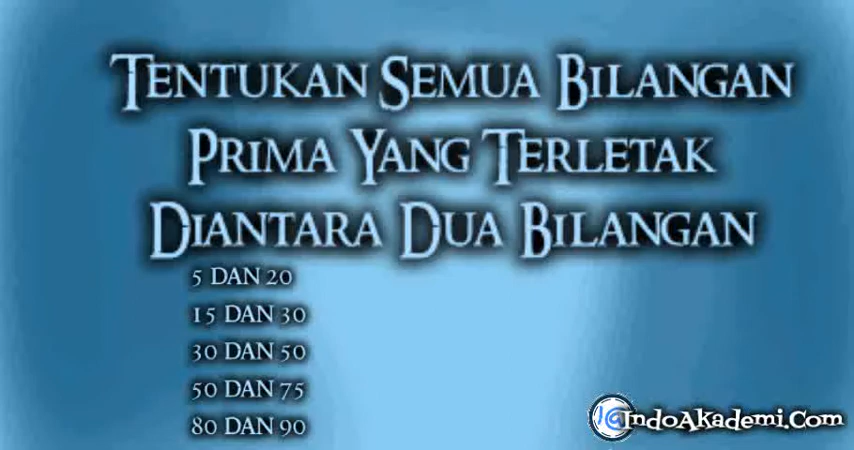 Tentukan Semua Bilangan
Prima Yang Terletak
Diantara Dua Bilangan
5 DAN 20
15 DAN 30
30 DAN 50
50 DAN 75
80 DAN 90
IndoAkademi.Com